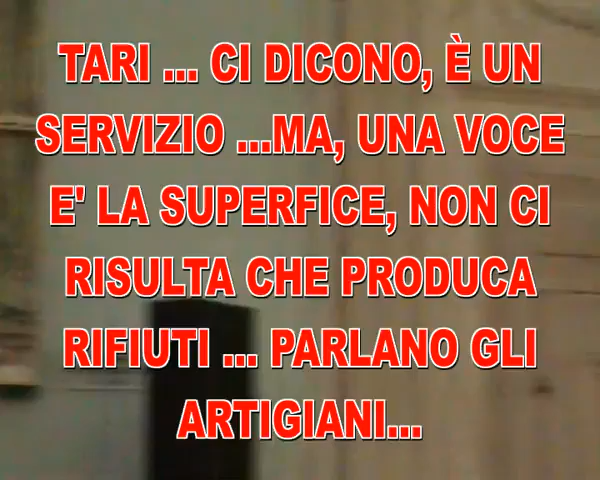 TARI ... CI DICONO, È UN
SERVIZIO ...MA, UNA VOCE
E' LA SUPERFICE, NON CI
RISULTA CHE PRODUCA
RIFIUTI ... PARLANO GLI
ARTIGIANI...